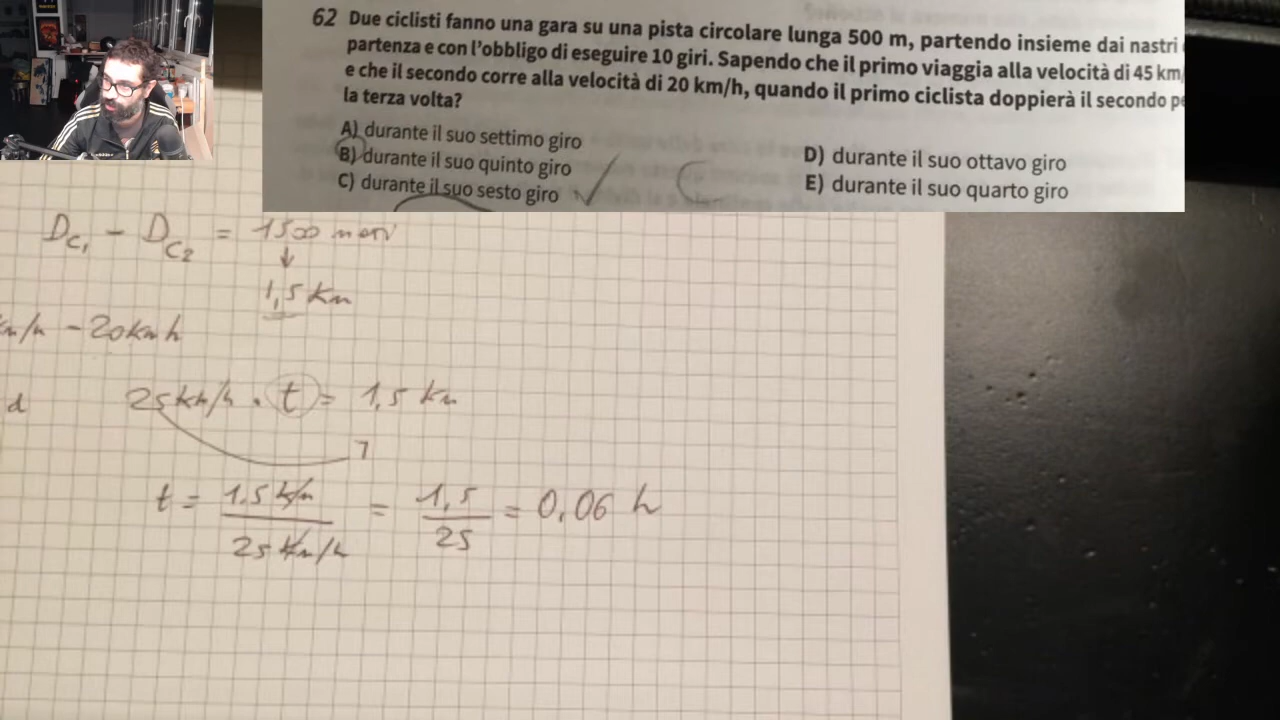 62 Due ciclisti fanno una gara su una pista circolare lunga 500 m, partendo insieme dai nastri
partenza e con l'obbligo di eseguire 10 giri. Sapendo che il primo viaggia alla velocità di 45 km
e che il secondo corre alla velocità di 20 km/h, quando il primo ciclista doppierà il secondo pe
la terza volta?
A) durante il suo settimo giro
B) durante il suo quinto giro
C) durante il suo sesto giro
D) durante il suo ottavo giro
E) durante il suo quarto giro
DC1 - DC2 = 1500
1,5 Km
- 20km h
25km/h . t = 1,5 Km
t = 1.5 km / 25 Km/h = 1,5 / 25 = 0,06 h